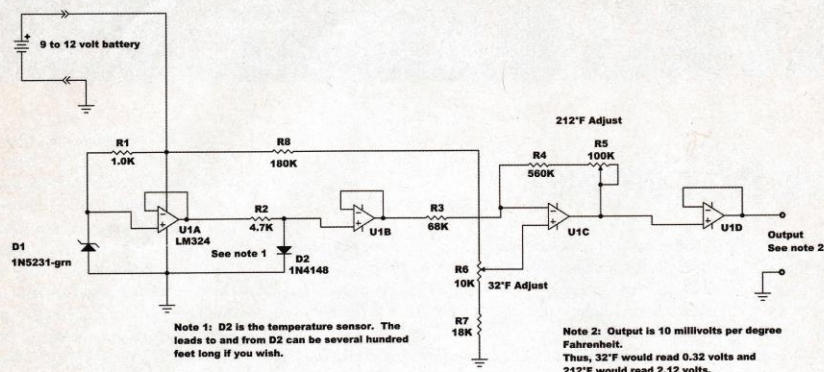 9 to 12 volt battery
212°F Adjust
R1
1.0K
R8
180K
R4
560K
R5
100K
U1A
LM324
R2
4.7K
U1B
R3
68K
U1C
U1D
D1
1N5231-grn
See note 1
D2
1N4148
R6
10K
32°F Adjust
Output
See note 2
R7
18K
Note 1: D2 is the temperature sensor. The
leads to and from D2 can be several hundred
feet long if you wish.
Note 2: Output is 10 millivolts per degree
Fahrenheit.
Thus, 32°F would read 0.32 volts and
212°F would read 2.12 volts.